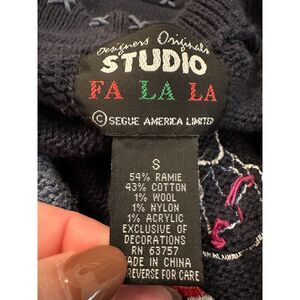 Designers Originals
STUDIO
FA LA LA
© SEGUE AMERICA LIMITED
S
54% RAMIE
43% COTTON
1% WOOL
1% NYLON
1% ACRYLIC
EXCLUSIVE OF
DECORATIONS
RN 63757
MADE IN CHINA
REVERSE FOR CARE